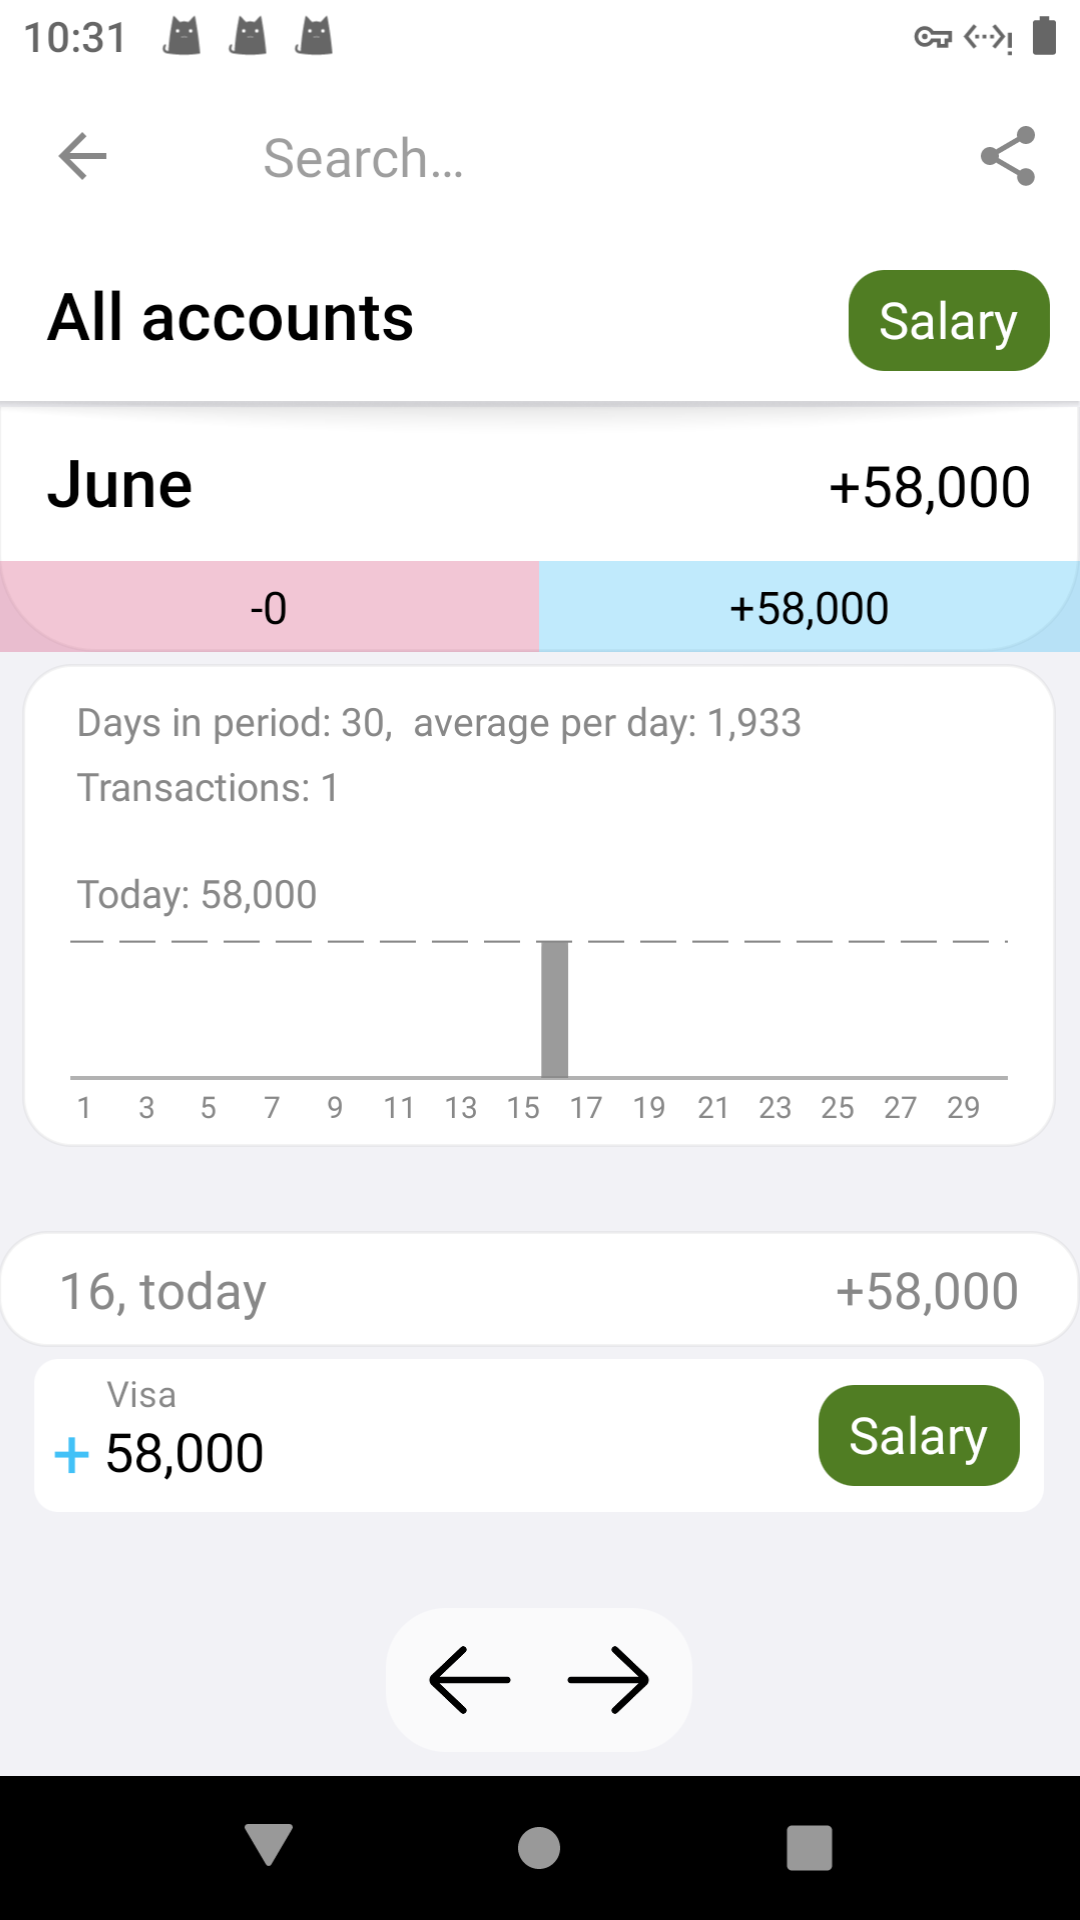 10:31
Search...
All accounts
Salary
June
+58,000
-0
+58,000
Days in period: 30, average per day: 1,933
Transactions: 1
Today: 58,000
1 3 5 7 9 11 13 15 17 19 21 23 25 27 29
16, today
+58,000
Visa
+ 58,000
Salary